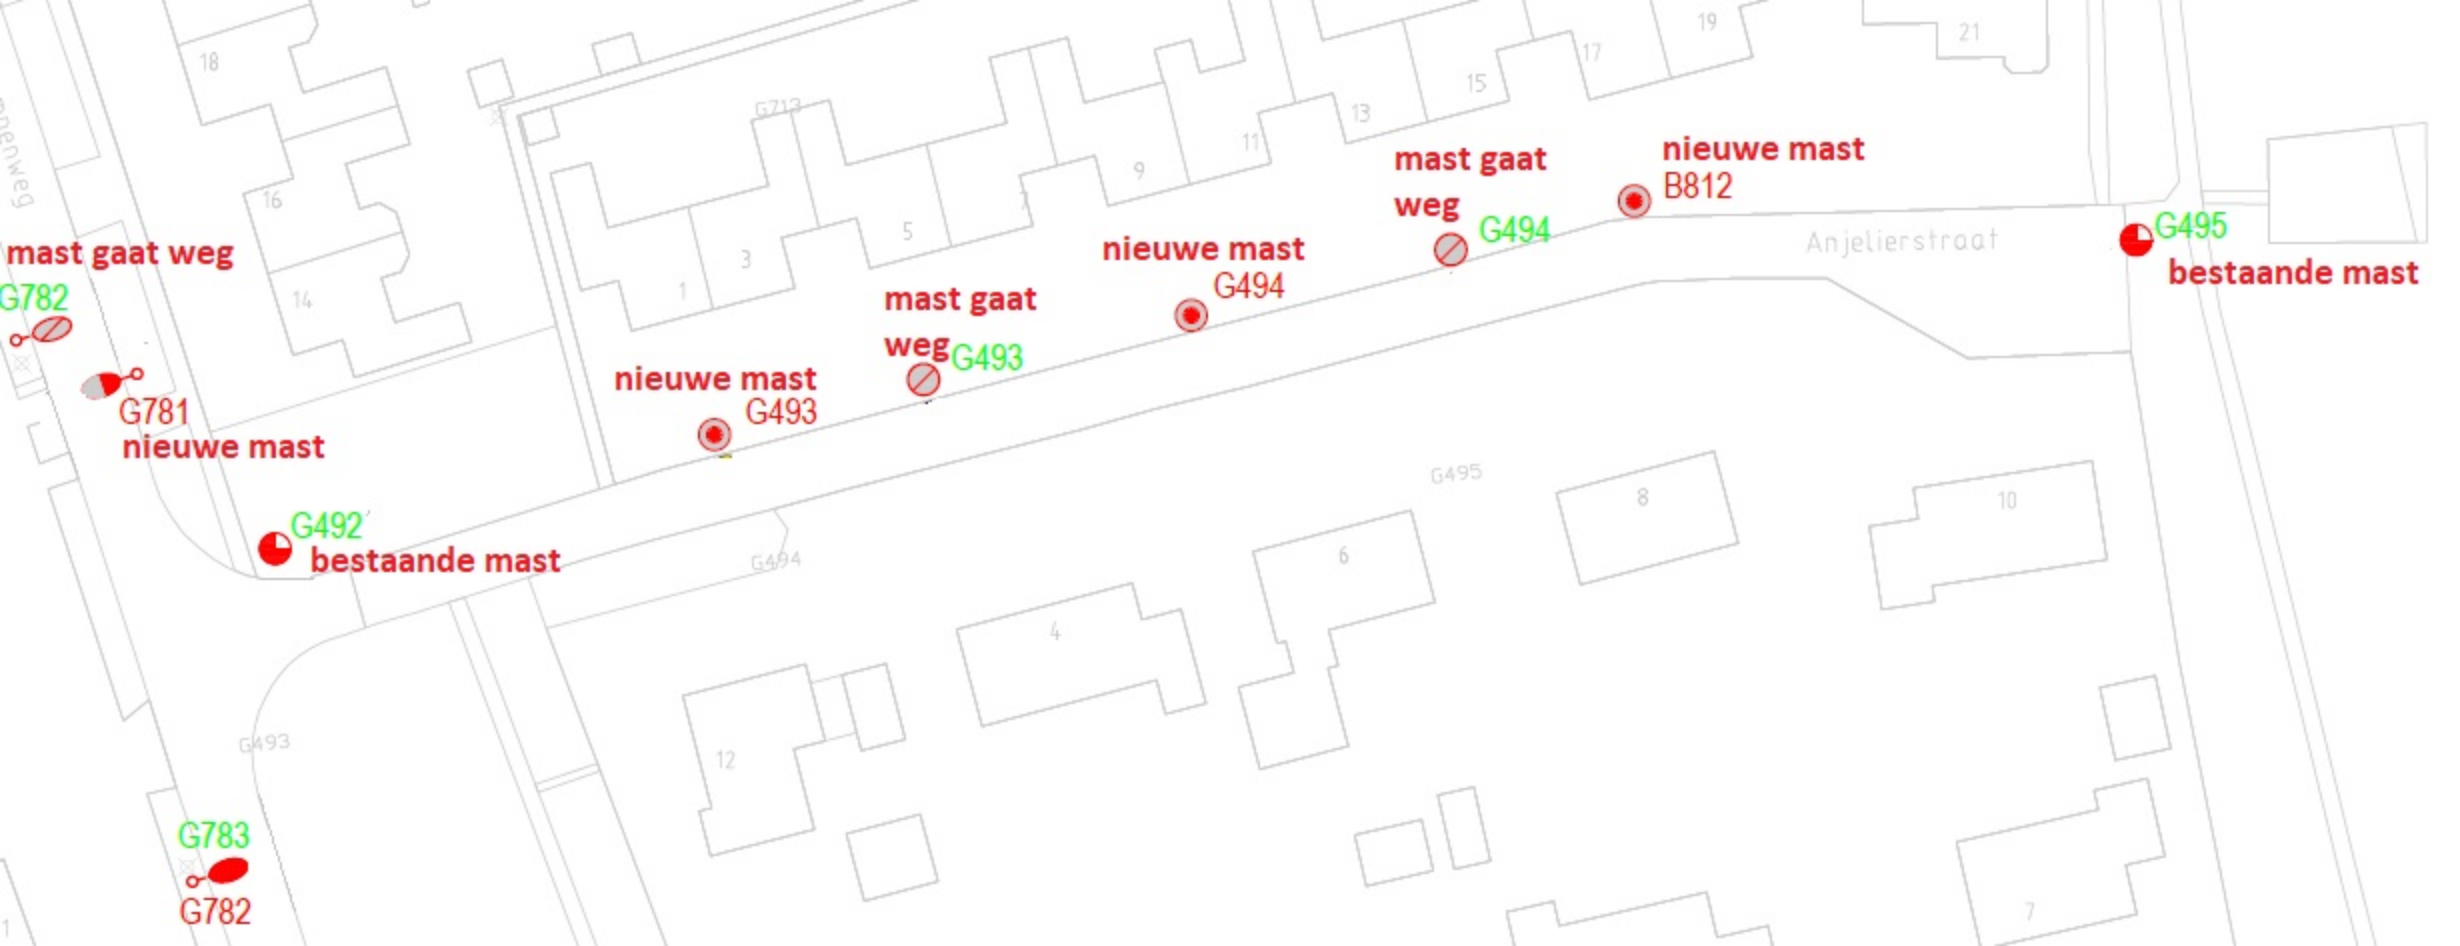 18
G713
13
15
17
19
21
16
1
3
5
7
9
11
14
mast gaat
weg
G494
nieuwe mast
B812
Anjelierstraat
G495
bestaande mast
mast gaat weg
G782
G781
nieuwe mast
nieuwe mast
G493
mast gaat
weg
G493
nieuwe mast
G494
G492
bestaande mast
G494
G495
4
6
8
10
12
G493
G783
G782
7
1